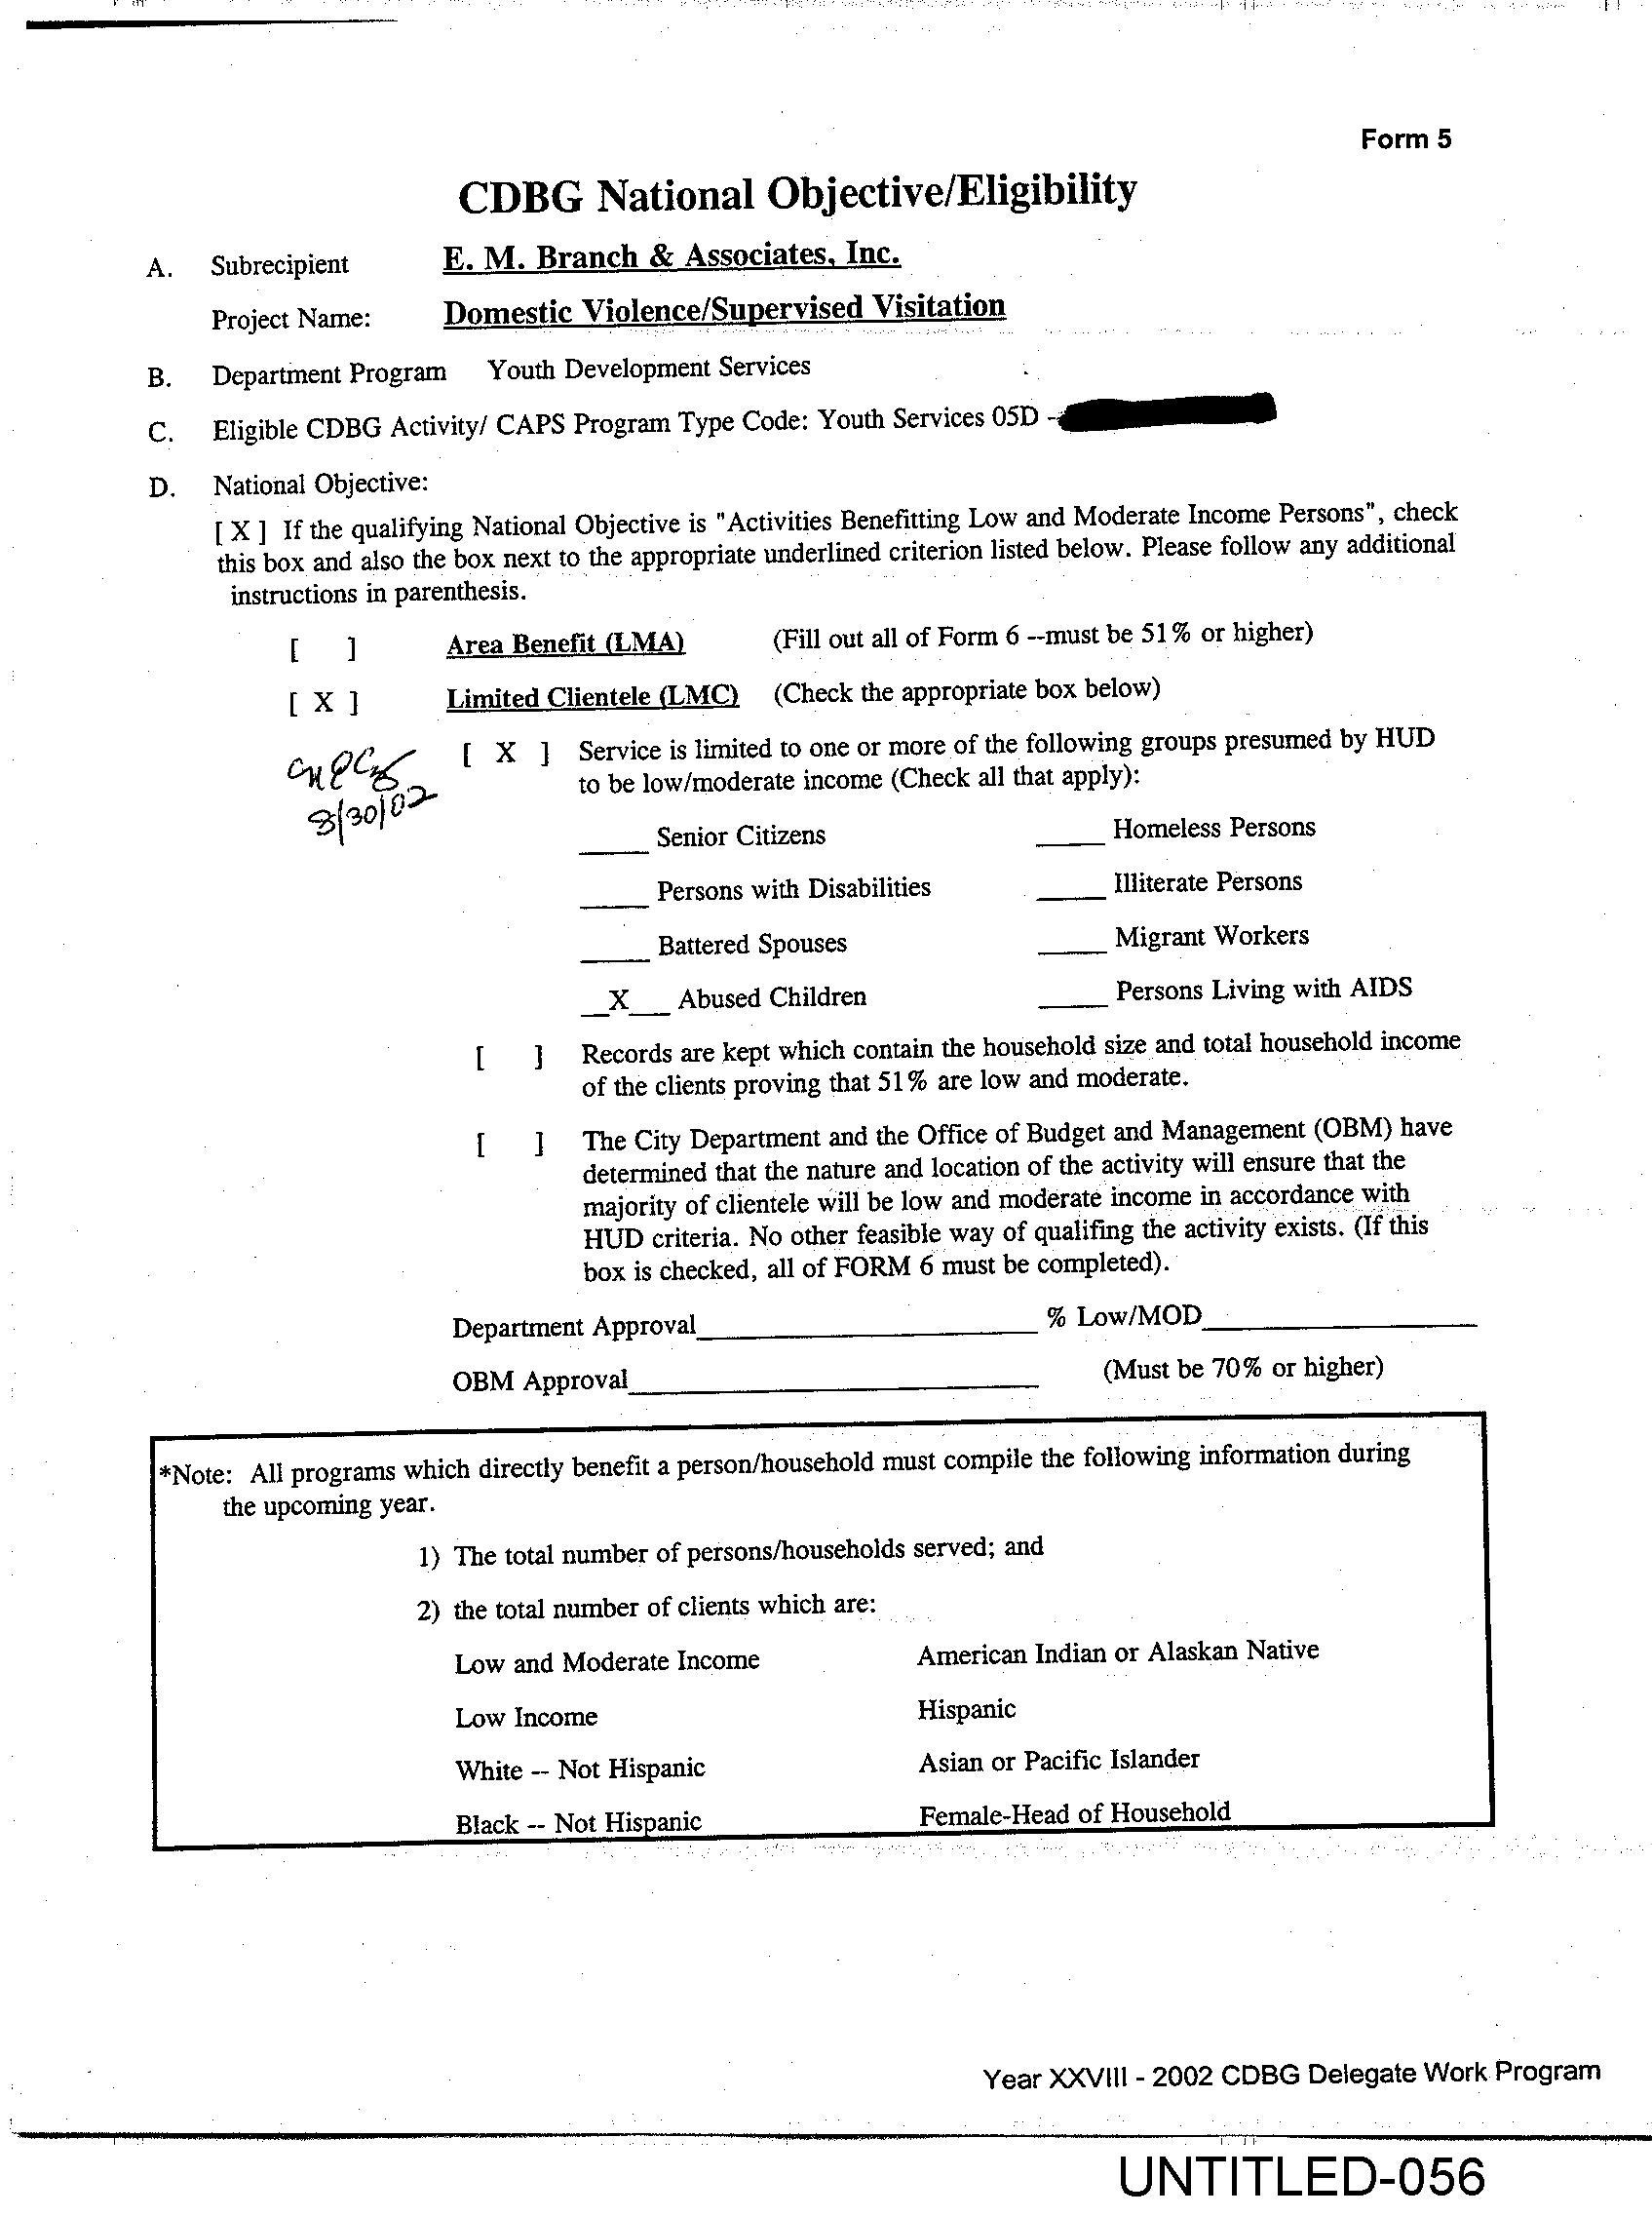 Form 5
CDBG National Objective/Eligibility
A. Subrecipient E. M. Branch & Associates, Inc.
Project Name: Domestic Violence/Supervised Visitation
B. Department Program Youth Development Services
C. Eligible CDBG Activity/ CAPS Program Type Code: Youth Services 05D -
D. National Objective:
[ X ] If the qualifying National Objective is "Activities Benefitting Low and Moderate Income Persons", check
this box and also the box next to the appropriate underlined criterion listed below. Please follow any additional
instructions in parenthesis.
[ ] Area Benefit (LMA) (Fill out all of Form 6 --must be 51% or higher)
[ X ] Limited Clientele (LMC) (Check the appropriate box below)
[ X ] Service is limited to one or more of the following groups presumed by HUD
to be low/moderate income (Check all that apply):
8/30/02
____ Senior Citizens ____ Homeless Persons
____ Persons with Disabilities ____ Illiterate Persons
____ Battered Spouses ____ Migrant Workers
__X__ Abused Children ____ Persons Living with AIDS
[ ] Records are kept which contain the household size and total household income
of the clients proving that 51% are low and moderate.
[ ] The City Department and the Office of Budget and Management (OBM) have
determined that the nature and location of the activity will ensure that the
majority of clientele will be low and moderate income in accordance with
HUD criteria. No other feasible way of qualifing the activity exists. (If this
box is checked, all of FORM 6 must be completed).
Department Approval____________________ % Low/MOD________________
OBM Approval________________________ (Must be 70% or higher)
*Note: All programs which directly benefit a person/household must compile the following information during
the upcoming year.
1) The total number of persons/households served; and
2) the total number of clients which are:
Low and Moderate Income American Indian or Alaskan Native
Low Income Hispanic
White -- Not Hispanic Asian or Pacific Islander
Black -- Not Hispanic Female-Head of Household
Year XXVIII - 2002 CDBG Delegate Work Program
UNTITLED-056